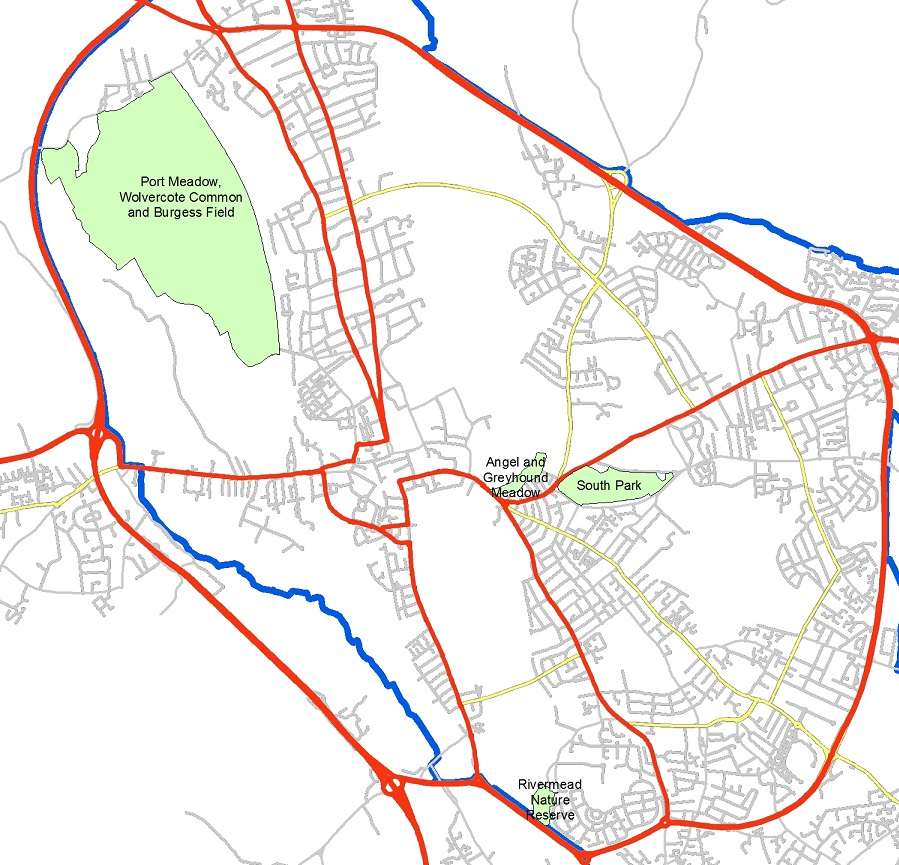 Port Meadow,
Wolvercote Common
and Burgess Field
Angel and
Greyhound
Meadow
South Park
Rivermead
Nature
Reserve